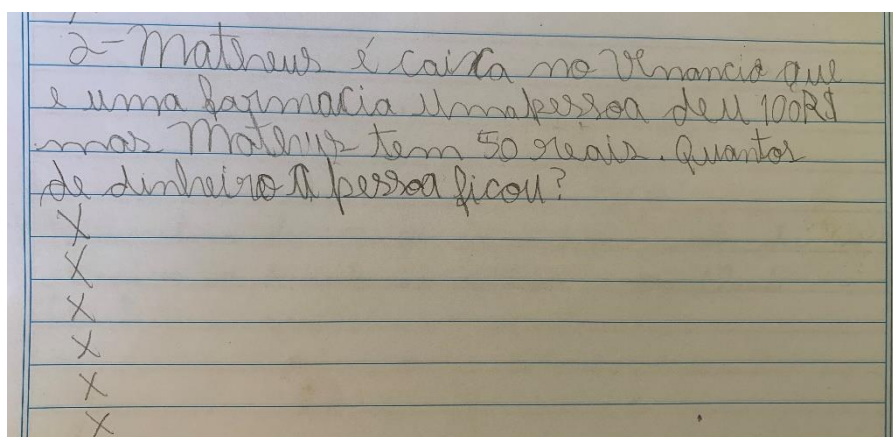 2-Matheus é caixa no Venancio que
e uma farmacia uma pessoa deu 100R$
mas Matheus tem 50 reais. Quantos
de dinheiro a pessoa ficou?
X
X
X
X
X
X